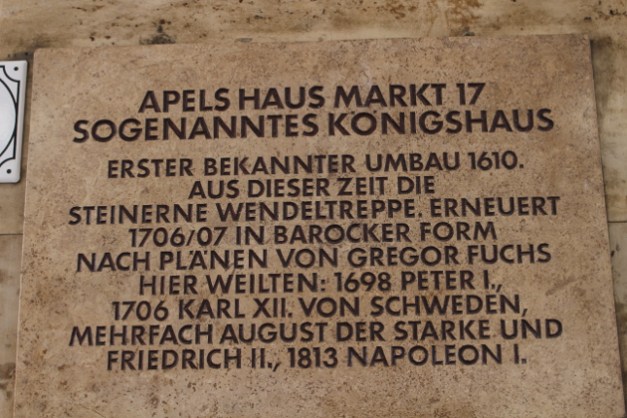 APELS HAUS MARKT 17
SOGENANNTES KÖNIGSHAUS
ERSTER BEKANNTER UMBAU 1610.
AUS DIESER ZEIT DIE
STEINERNE WENDELTREPPE. ERNEUERT
1706/07 IN BAROCKER FORM
NACH PLÄNEN VON GREGOR FUCHS
HIER WEILTEN: 1698 PETER I.,
1706 KARL XII. VON SCHWEDEN,
MEHRFACH AUGUST DER STARKE UND
FRIEDRICH II., 1813 NAPOLEON I.